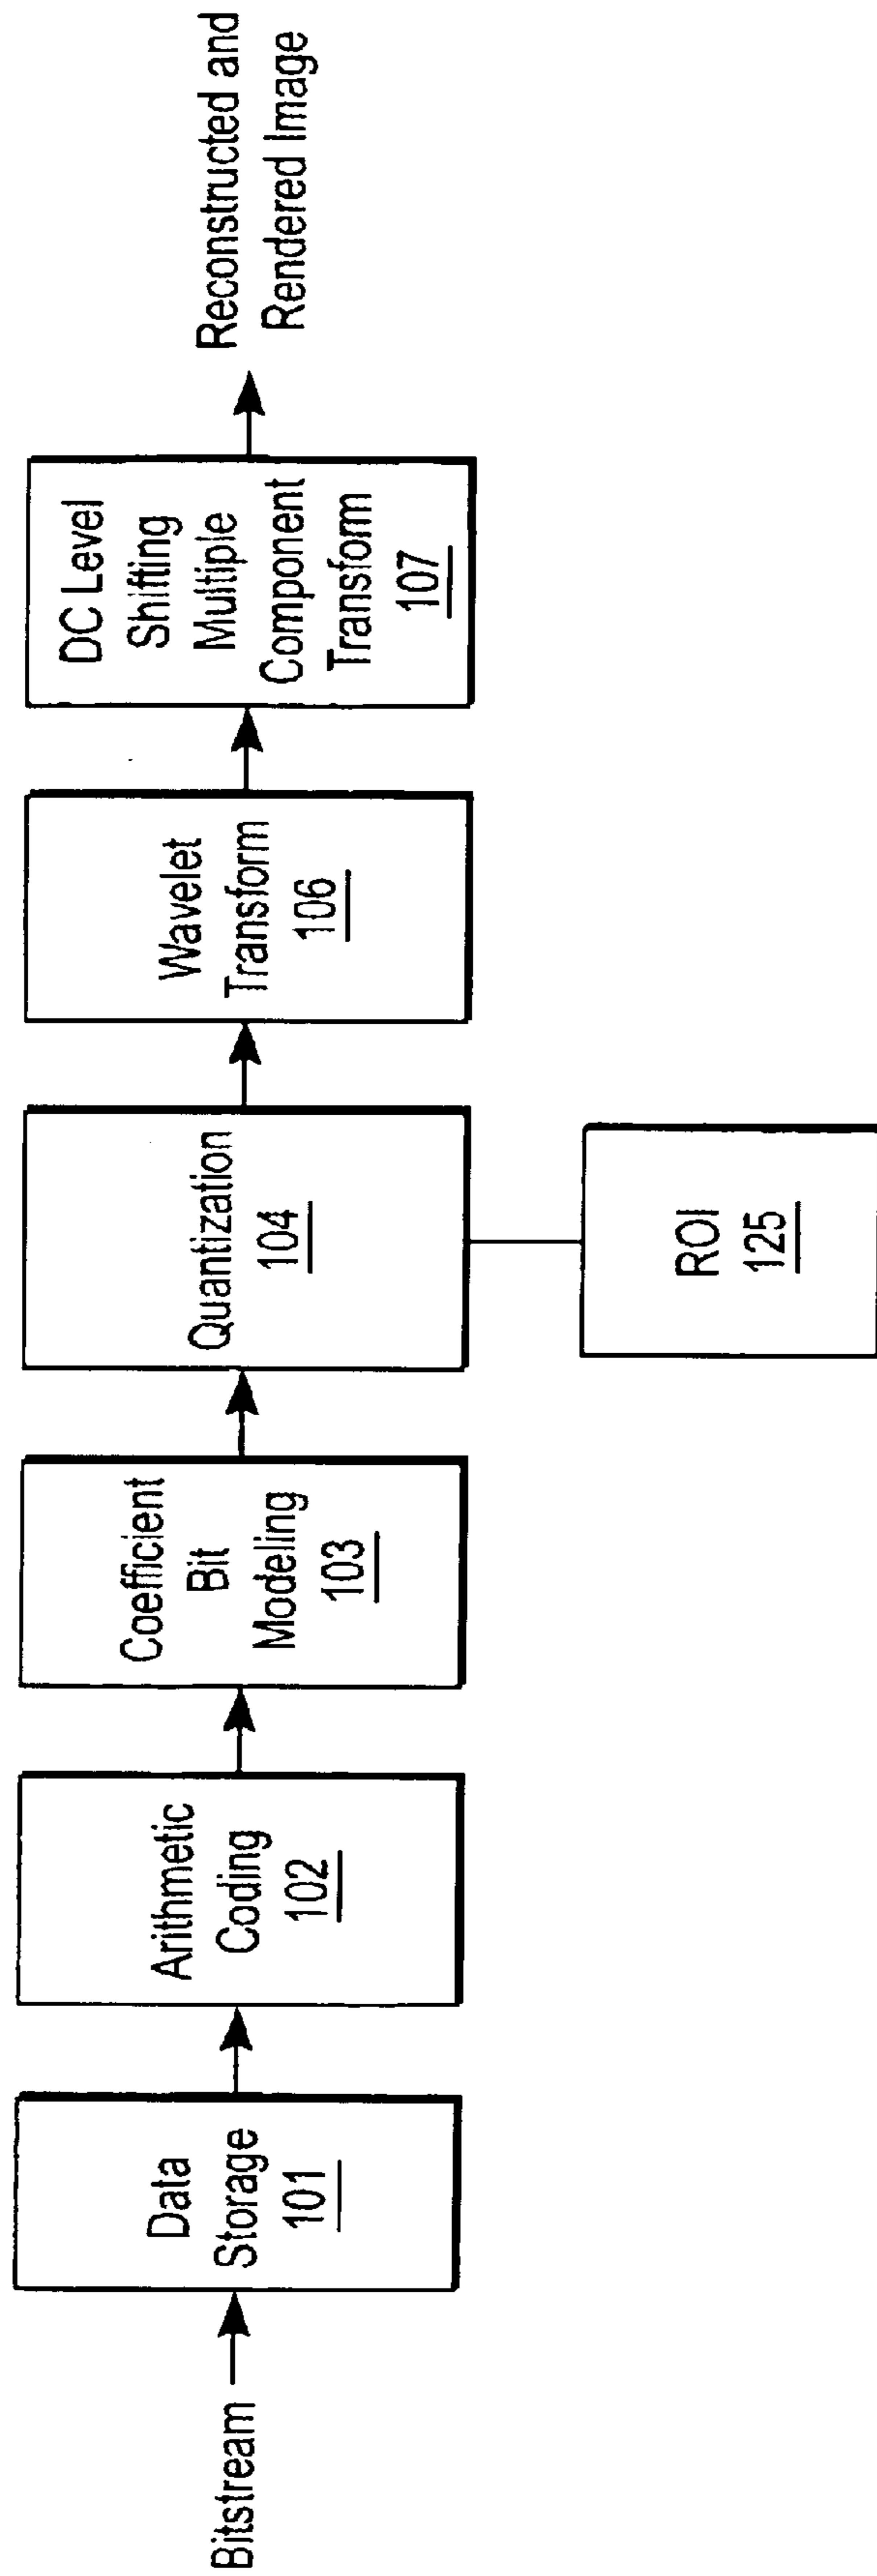 Bitstream
Data
Storage
101
Arithmetic
Coding
102
Coefficient
Bit
Modeling
103
Quantization
104
ROI
125
Wavelet
Transform
106
DC Level
Shifting
Multiple
Component
Transform
107
Reconstructed and
Rendered Image